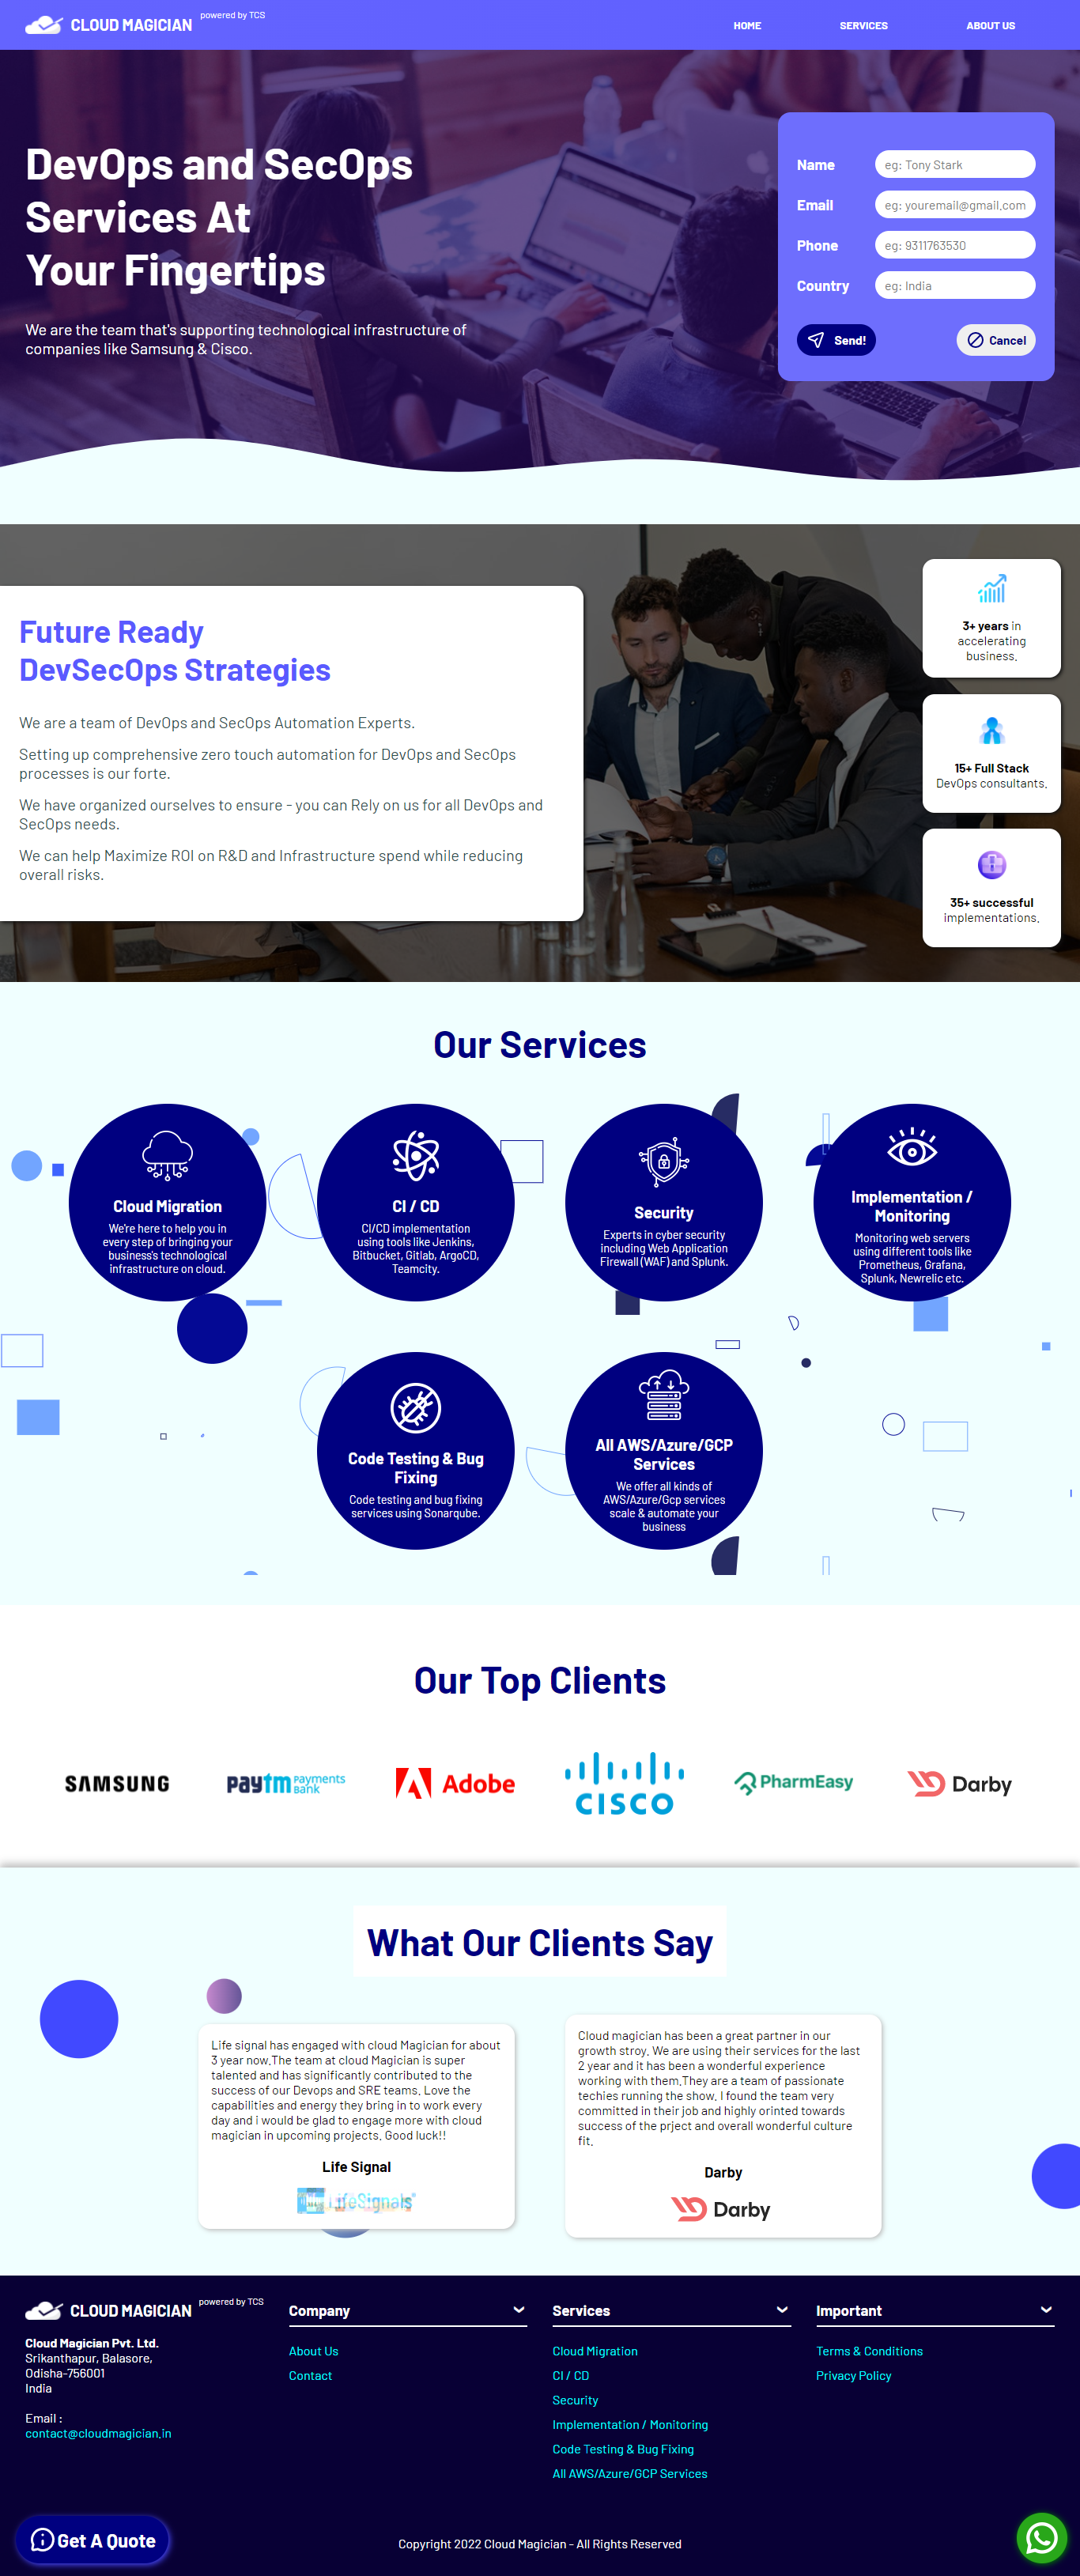 CLOUD MAGICIAN powered by TCS
HOME SERVICES ABOUT US
DevOps and SecOps
Services At
Your Fingertips
We are the team that's supporting technological infrastructure of
companies like Samsung & Cisco.
Name eg: Tony Stark
Email eg: youremail@gmail.com
Phone eg: 9311763530
Country eg: India
Send! Cancel
Future Ready
DevSecOps Strategies
We are a team of DevOps and SecOps Automation Experts.
Setting up comprehensive zero touch automation for DevOps and SecOps
processes is our forte.
We have organized ourselves to ensure - you can Rely on us for all DevOps and
SecOps needs.
We can help Maximize ROI on R&D and Infrastructure spend while reducing
overall risks.
3+ years in
accelerating
business.
15+ Full Stack
DevOps consultants.
35+ successful
implementations.
Our Services
Cloud Migration
We're here to help you in
every step of bringing your
business's technological
infrastructure on cloud.
CI / CD
CI/CD implementation
using tools like Jenkins,
Bitbucket, Gitlab, ArgoCD,
Teamcity.
Security
Experts in cyber security
including Web Application
Firewall (WAF) and Splunk.
Implementation /
Monitoring
Monitoring web servers
using different tools like
Prometheus, Grafana,
Splunk, Newrelic etc.
Code Testing & Bug
Fixing
Code testing and bug fixing
services using Sonarqube.
All AWS/Azure/GCP
Services
We offer all kinds of
AWS/Azure/Gcp services
scale & automate your
business
Our Top Clients
SAMSUNG
paytm payments
Bank
Adobe
CISCO
PharmEasy
Darby
What Our Clients Say
Life signal has engaged with cloud Magician for about
3 year now.The team at cloud Magician is super
talented and has significantly contributed to the
success of our Devops and SRE teams. Love the
capabilities and energy they bring in to work every
day and i would be glad to engage more with cloud
magician in upcoming projects. Good luck!!
Life Signal
LifeSignals
Cloud magician has been a great partner in our
growth stroy. We are using their services for the last
2 year and it has been a wonderful experience
working with them.They are a team of passionate
techies running the show. I found the team very
committed in their job and highly orinted towards
success of the prject and overall wonderful culture
fit.
Darby
Darby
CLOUD MAGICIAN powered by TCS
Cloud Magician Pvt. Ltd.
Srikanthapur, Balasore,
Odisha-756001
India
Email :
contact@cloudmagician.in
Company
About Us
Contact
Services
Cloud Migration
CI / CD
Security
Implementation / Monitoring
Code Testing & Bug Fixing
All AWS/Azure/GCP Services
Important
Terms & Conditions
Privacy Policy
Get A Quote
Copyright 2022 Cloud Magician - All Rights Reserved